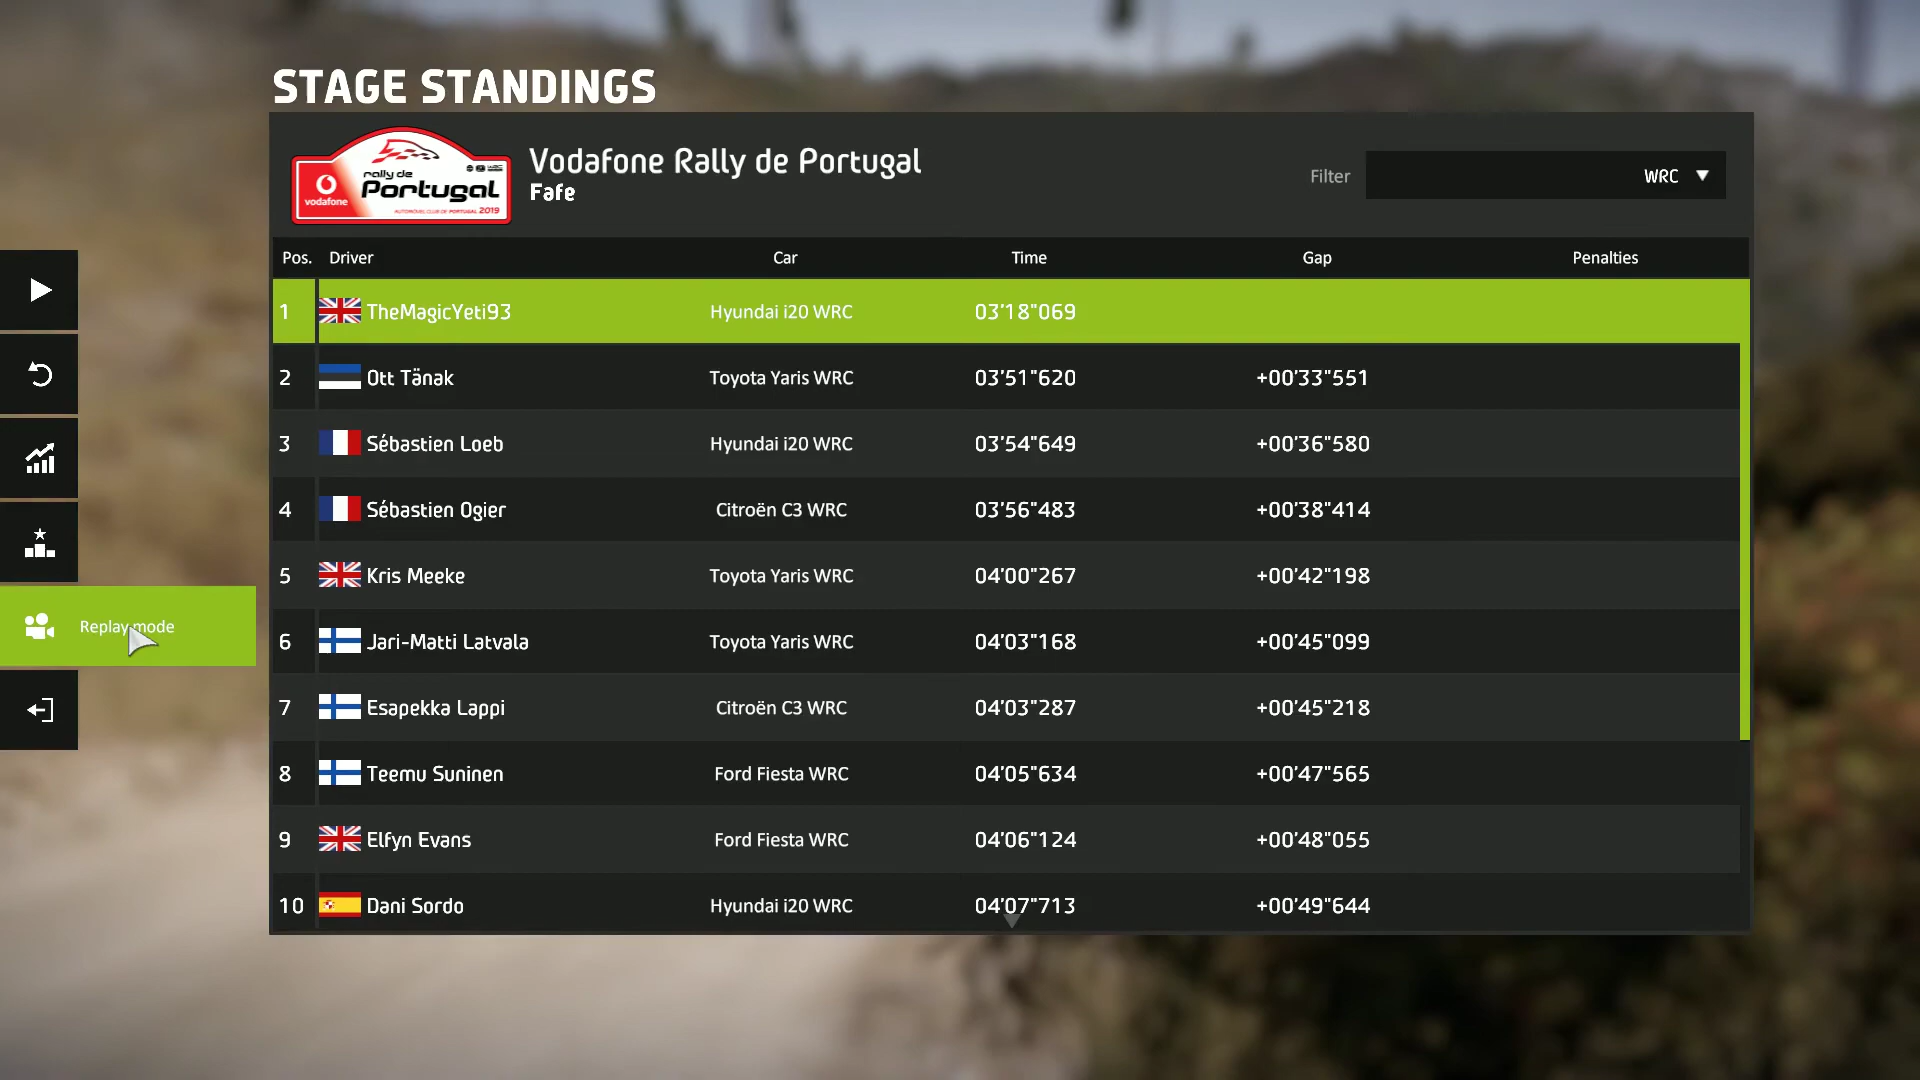 STAGE STANDINGS
vodafone
rally de
Portugal
AUTOMÓVEL CLUB DE PORTUGAL 2019
Vodafone Rally de Portugal
Fafe
Filter WRC
Pos. Driver Car Time Gap Penalties
1 TheMagicYeti93 Hyundai i20 WRC 03'18"069
2 Ott Tänak Toyota Yaris WRC 03'51"620 +00'33"551
3 Sébastien Loeb Hyundai i20 WRC 03'54"649 +00'36"580
4 Sébastien Ogier Citroën C3 WRC 03'56"483 +00'38"414
5 Kris Meeke Toyota Yaris WRC 04'00"267 +00'42"198
6 Jari-Matti Latvala Toyota Yaris WRC 04'03"168 +00'45"099
7 Esapekka Lappi Citroën C3 WRC 04'03"287 +00'45"218
8 Teemu Suninen Ford Fiesta WRC 04'05"634 +00'47"565
9 Elfyn Evans Ford Fiesta WRC 04'06"124 +00'48"055
10 Dani Sordo Hyundai i20 WRC 04'07"713 +00'49"644
Replay mode